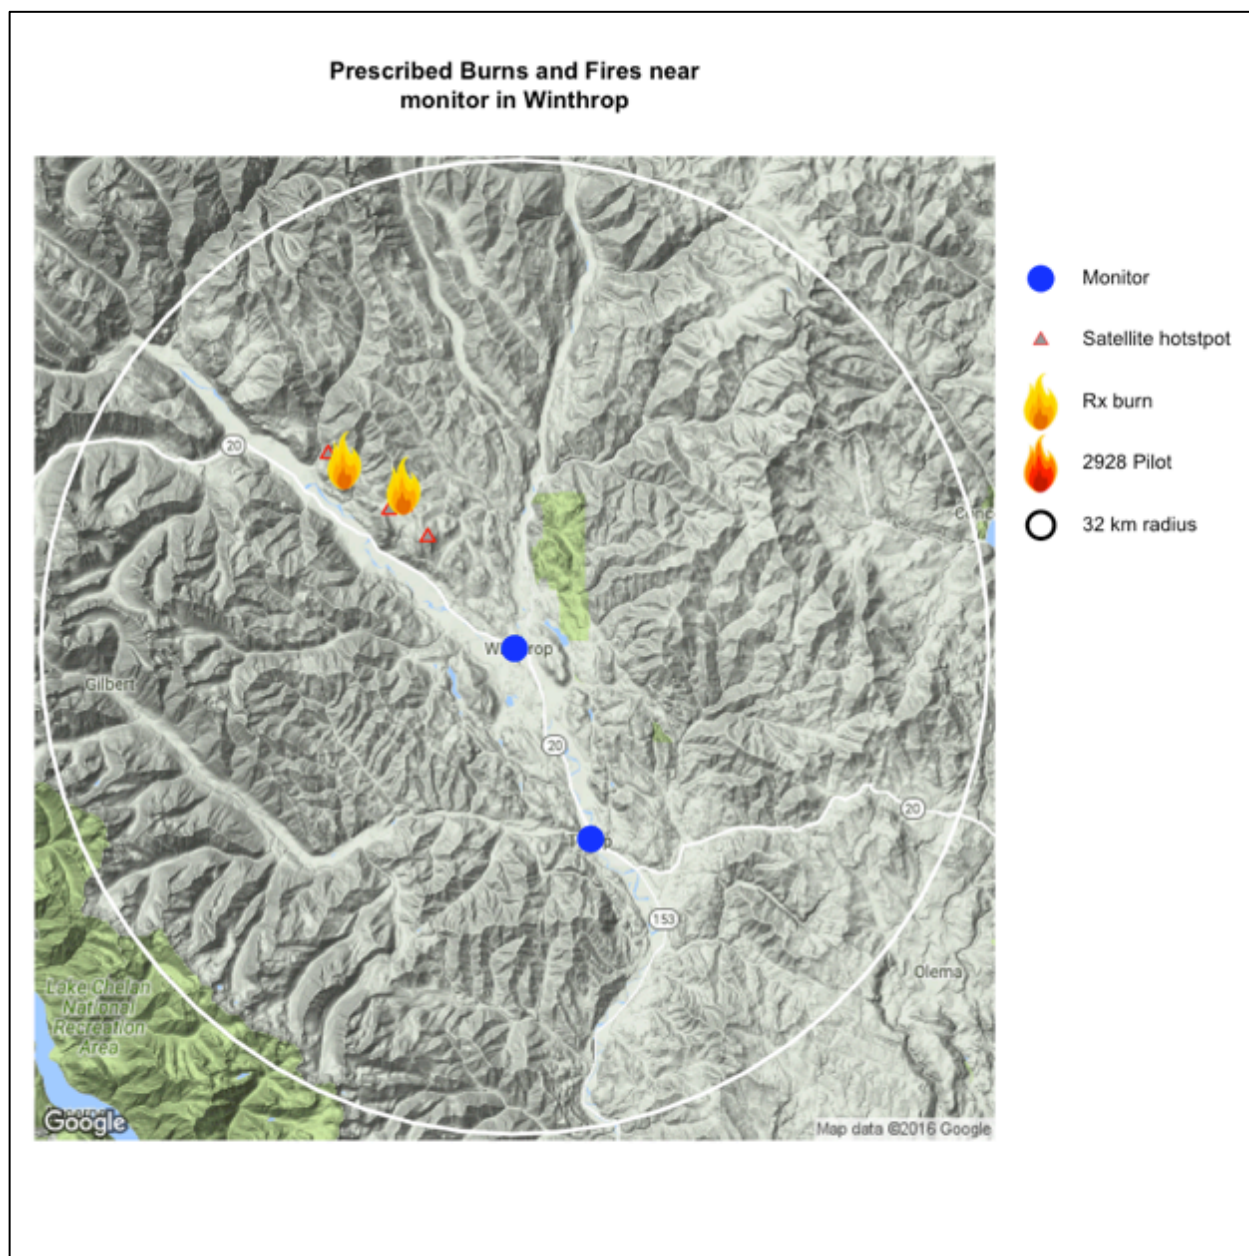 Prescribed Burns and Fires near
monitor in Winthrop
Monitor
Satellite hotstpot
Rx burn
2928 Pilot
32 km radius
20
Gilbert
20
20
153
Olema
Lake Chelan
National
Recreation
Area
Google
Map data ©2016 Google